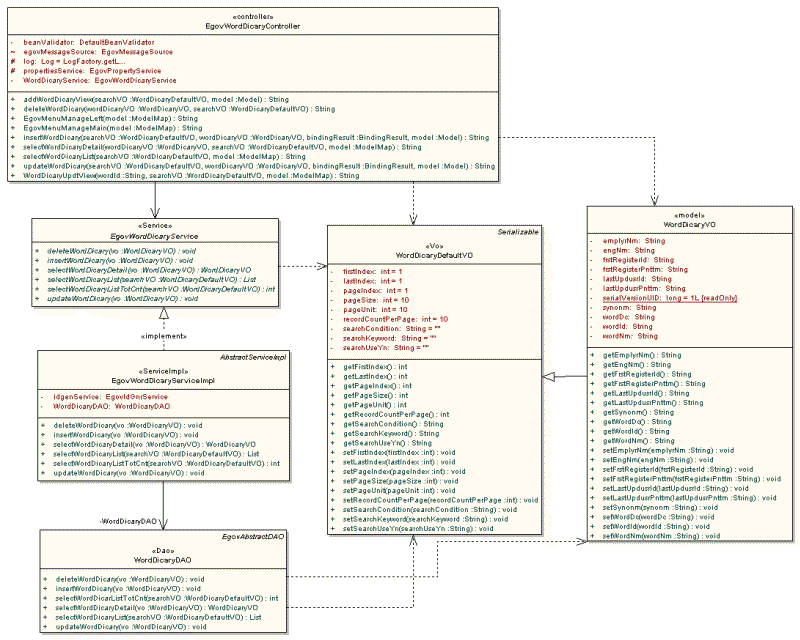 «controller»
EgovWordDicaryController
- beanValidator: DefaultBeanValidator
~ egovMessageSource: EgovMessageSource
# log: Log = LogFactory.getL...
# propertiesService: EgovPropertyService
- WordDicaryService: EgovWordDicaryService
+ addWordDicaryView(searchVO :WordDicaryDefaultVO, model :Model) : String
+ deleteWordDicary(wordDicaryVO :WordDicaryVO, searchVO :WordDicaryDefaultVO) : String
+ EgovMenuManageLeft(model :ModelMap) : String
+ EgovMenuManageMain(model :ModelMap) : String
+ insertWordDicary(searchVO :WordDicaryDefaultVO, wordDicaryVO :WordDicaryVO, bindingResult :BindingResult, model :Model) : String
+ selectWordDicaryDetail(wordDicaryVO :WordDicaryVO, searchVO :WordDicaryDefaultVO, model :ModelMap) : String
+ selectWordDicaryList(searchVO :WordDicaryDefaultVO, model :ModelMap) : String
+ updateWordDicary(searchVO :WordDicaryDefaultVO, wordDicaryVO :WordDicaryVO, bindingResult :BindingResult, model :Model) : String
+ WordDicaryUpdtView(wordId :String, searchVO :WordDicaryDefaultVO, model :ModelMap) : String
«Service»
EgovWordDicaryService
+ deleteWordDicary(vo :WordDicaryVO) : void
+ insertWordDicary(vo :WordDicaryVO) : void
+ selectWordDicaryDetail(vo :WordDicaryVO) : WordDicaryVO
+ selectWordDicaryList(searchVO :WordDicaryDefaultVO) : List
+ selectWordDicaryListTotCnt(searchVO :WordDicaryDefaultVO) : int
+ updateWordDicary(vo :WordDicaryVO) : void
«implement»
AbstractServiceImpl
«ServiceImpl»
EgovWordDicaryServiceImpl
- idgenService: EgovIdGnrService
- WordDicaryDAO: WordDicaryDAO
+ deleteWordDicary(vo :WordDicaryVO) : void
+ insertWordDicary(vo :WordDicaryVO) : void
+ selectWordDicaryDetail(vo :WordDicaryVO) : WordDicaryVO
+ selectWordDicaryList(searchVO :WordDicaryDefaultVO) : List
+ selectWordDicaryListTotCnt(searchVO :WordDicaryDefaultVO) : int
+ updateWordDicary(vo :WordDicaryVO) : void
-WordDicaryDAO
EgovAbstractDAO
«Dao»
WordDicaryDAO
+ deleteWordDicary(vo :WordDicaryVO) : void
+ insertWordDicary(vo :WordDicaryVO) : void
+ selectWordDicarListTotCnt(searchVO :WordDicaryDefaultVO) : int
+ selectWordDicaryDetail(vo :WordDicaryVO) : WordDicaryVO
+ selectWordDicaryList(searchVO :WordDicaryDefaultVO) : List
+ updateWordDicary(vo :WordDicaryVO) : void
Serializable
«Vo»
WordDicaryDefaultVO
- firstIndex: int = 1
- lastIndex: int = 1
- pageIndex: int = 1
- pageSize: int = 10
- pageUnit: int = 10
- recordCountPerPage: int = 10
- searchCondition: String = ""
- searchKeyword: String = ""
- searchUseYn: String = ""
+ getFirstIndex() : int
+ getLastIndex() : int
+ getPageIndex() : int
+ getPageSize() : int
+ getPageUnit() : int
+ getRecordCountPerPage() : int
+ getSearchCondition() : String
+ getSearchKeyword() : String
+ getSearchUseYn() : String
+ setFirstIndex(firstIndex :int) : void
+ setLastIndex(lastIndex :int) : void
+ setPageIndex(pageIndex :int) : void
+ setPageSize(pageSize :int) : void
+ setPageUnit(pageUnit :int) : void
+ setRecordCountPerPage(recordCountPerPage :int) : void
+ setSearchCondition(searchCondition :String) : void
+ setSearchKeyword(searchKeyword :String) : void
+ setSearchUseYn(searchUseYn :String) : void
«model»
WordDicaryVO
- emplyrNm: String
- engNm: String
- frstRegisterId: String
- frstRegisterPnttm: String
- lastUpdusrId: String
- lastUpdusrPnttm: String
- serialVersionUID: long = 1L {readOnly}
- synonm: String
- wordDc: String
- wordId: String
- wordNm: String
+ getEmplyrNm() : String
+ getEngNm() : String
+ getFrstRegisterId() : String
+ getFrstRegisterPnttm() : String
+ getLastUpdusrId() : String
+ getLastUpdusrPnttm() : String
+ getSynonm() : String
+ getWordDc() : String
+ getWordId() : String
+ getWordNm() : String
+ setEmplyrNm(emplyrNm :String) : void
+ setEngNm(engNm :String) : void
+ setFrstRegisterId(frstRegisterId :String) : void
+ setFrstRegisterPnttm(frstRegisterPnttm :String) : void
+ setLastUpdusrId(lastUpdusrId :String) : void
+ setLastUpdusrPnttm(lastUpdusrPnttm :String) : void
+ setSynonm(synonm :String) : void
+ setWordDc(wordDc :String) : void
+ setWordId(wordId :String) : void
+ setWordNm(wordNm :String) : void